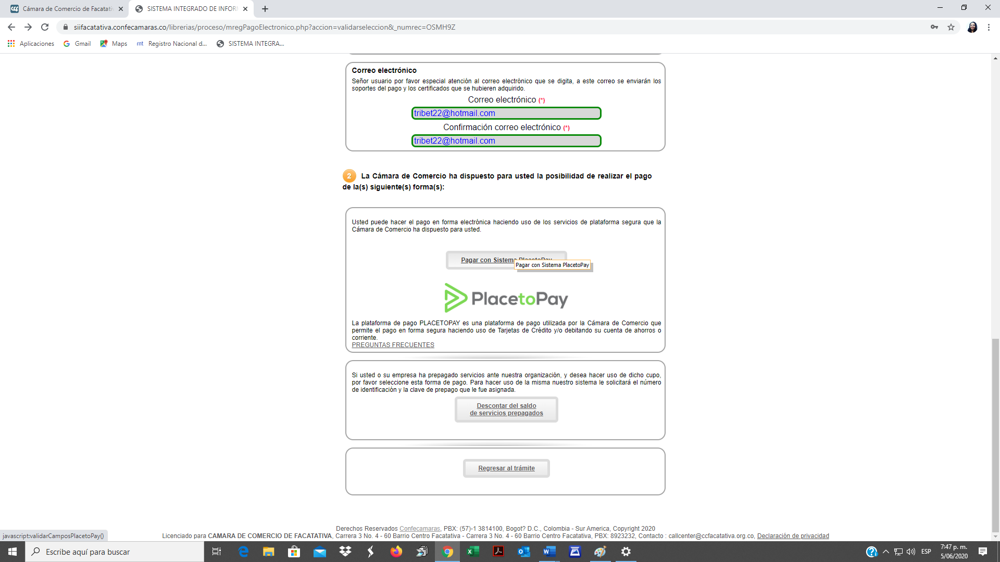 Cámara de Comercio de Facatativ
SISTEMA INTEGRADO DE INFOR
siifacatativa.confecamaras.co/librerias/proceso/mregPagoElectronico.php?accion=validarseleccion&_numrec=OSMH9Z
Aplicaciones Gmail Maps rnt Registro Nacional d... SISTEMA INTEGRA...
Correo electrónico
Señor usuario por favor especial atención al correo electrónico que se digita, a este correo se enviarán los
soportes del pago y los certificados que se hubieren adquirido.
Correo electrónico (*)
tribet22@hotmail.com
Confirmación correo electrónico (*)
tribet22@hotmail.com
2 La Cámara de Comercio ha dispuesto para usted la posibilidad de realizar el pago
de la(s) siguiente(s) forma(s):
Usted puede hacer el pago en forma electrónica haciendo uso de los servicios de plataforma segura que la
Cámara de Comercio ha dispuesto para usted.
Pagar con Sistema PlacetoPay
Pagar con Sistema PlacetoPay
PlacetoPay
La plataforma de pago PLACETOPAY es una plataforma de pago utilizada por la Cámara de Comercio que
permite el pago en forma segura haciendo uso de Tarjetas de Crédito y/o debitando su cuenta de ahorros o
corriente.
PREGUNTAS FRECUENTES
Si usted o su empresa ha prepagado servicios ante nuestra organización, y desea hacer uso de dicho cupo,
por favor seleccione esta forma de pago. Para hacer uso de la misma nuestro sistema le solicitará el número
de identificación y la clave de prepago que le fue asignada.
Descontar del saldo
de servicios prepagados
Regresar al trámite
Derechos Reservados Confecamaras, PBX: (57)-1 3814100, Bogot? D.C., Colombia - Sur America, Copyright 2020
javascript:validarCamposPlacetoPay()
Licenciado para CAMARA DE COMERCIO DE FACATATIVA, Carrera 3 No. 4 - 60 Barrio Centro Facatativa - Carrera 3 No. 4 - 60 Barrio Centro Facatativa, PBX: 8923232, Contacto : callcenter@ccfacatativa.org.co, Declaración de privacidad
Escribe aquí para buscar
ESP
7:47 p. m.
5/06/2020